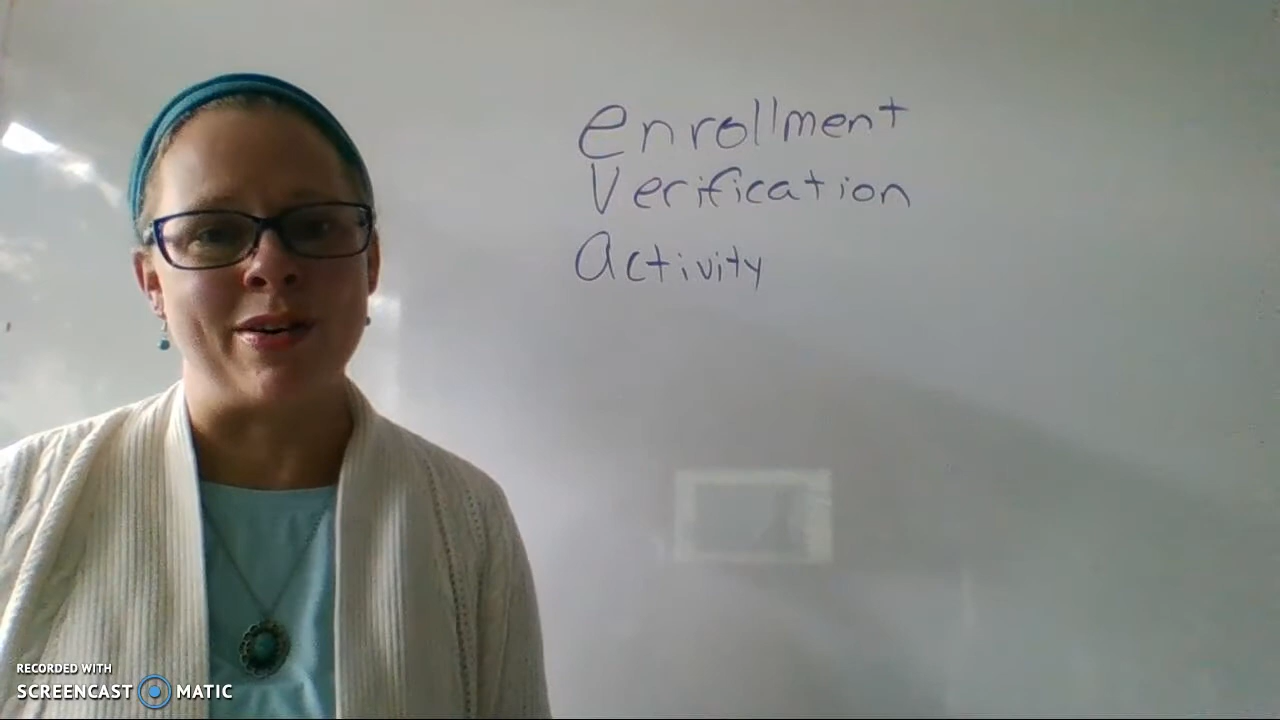 Enrollment
Verification
Activity
RECORDED WITH
SCREENCAST MATIC